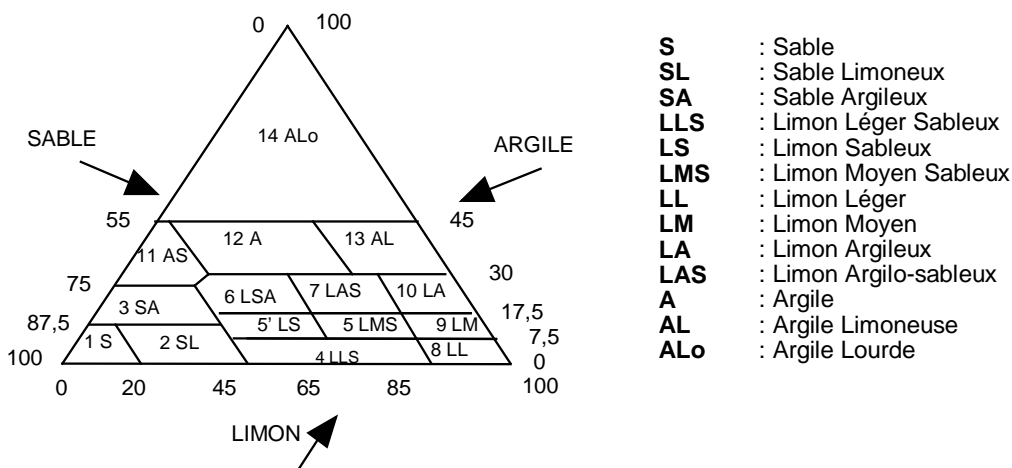 0 100
SABLE
ARGILE
14 ALo
55
45
12 A
13 AL
11 AS
75
30
6 LSA
7 LAS
10 LA
3 SA
17,5
87,5
5' LS
5 LMS
9 LM
7,5
1 S
2 SL
4 LLS
8 LL
100
0
0 20 45 65 85 100
LIMON
S : Sable
SL : Sable Limoneux
SA : Sable Argileux
LLS : Limon Léger Sableux
LS : Limon Sableux
LMS : Limon Moyen Sableux
LL : Limon Léger
LM : Limon Moyen
LA : Limon Argileux
LAS : Limon Argilo-sableux
A : Argile
AL : Argile Limoneuse
ALo : Argile Lourde